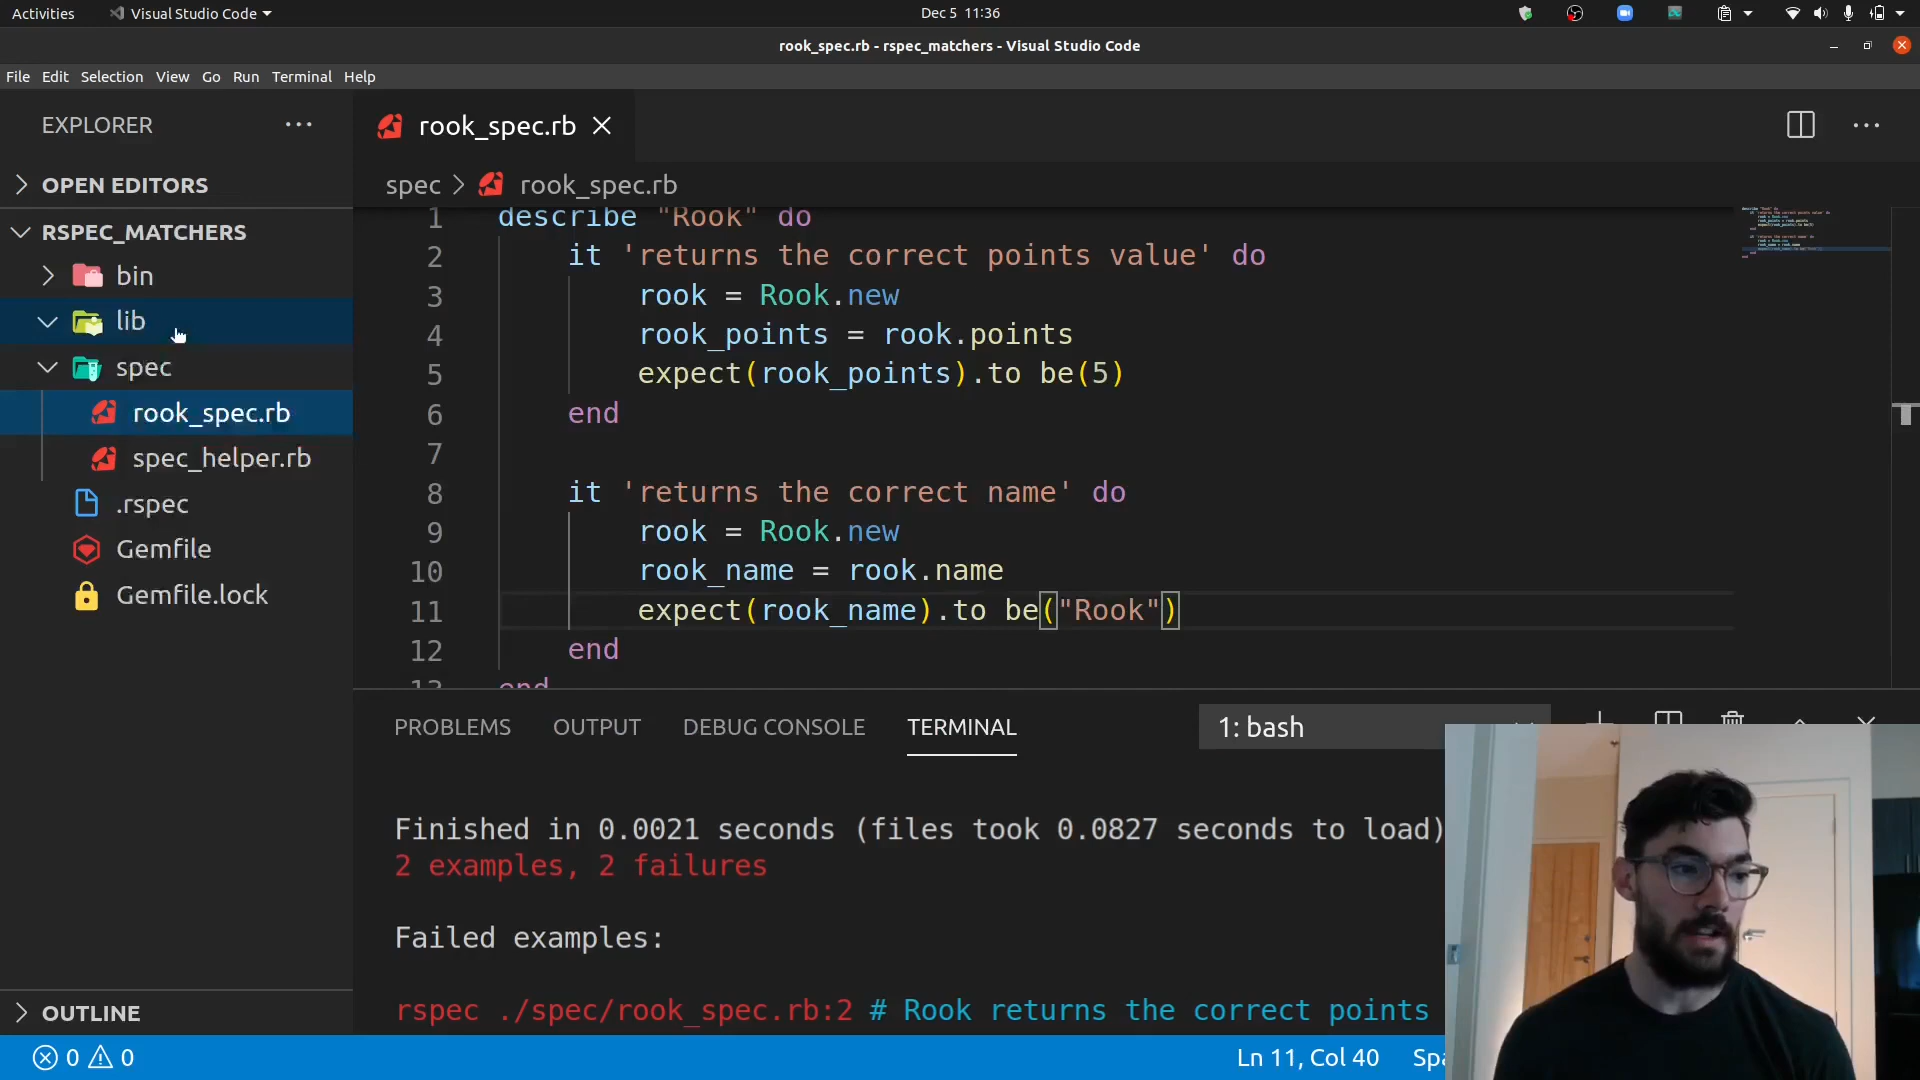 Activities
Visual Studio Code
Dec 5 11:36
rook_spec.rb - rspec_matchers - Visual Studio Code
File Edit Selection View Go Run Terminal Help
EXPLORER
OPEN EDITORS
RSPEC_MATCHERS
bin
lib
spec
rook_spec.rb
spec_helper.rb
.rspec
Gemfile
Gemfile.lock
OUTLINE
rook_spec.rb
spec > rook_spec.rb
1 describe "Rook" do
2 it 'returns the correct points value' do
3 rook = Rook.new
4 rook_points = rook.points
5 expect(rook_points).to be(5)
6 end
7
8 it 'returns the correct name' do
9 rook = Rook.new
10 rook_name = rook.name
11 expect(rook_name).to be("Rook")
12 end
13 end
PROBLEMS OUTPUT DEBUG CONSOLE TERMINAL
1: bash
Finished in 0.0021 seconds (files took 0.0827 seconds to load)
2 examples, 2 failures
Failed examples:
rspec ./spec/rook_spec.rb:2 # Rook returns the correct points
0 0
Ln 11, Col 40